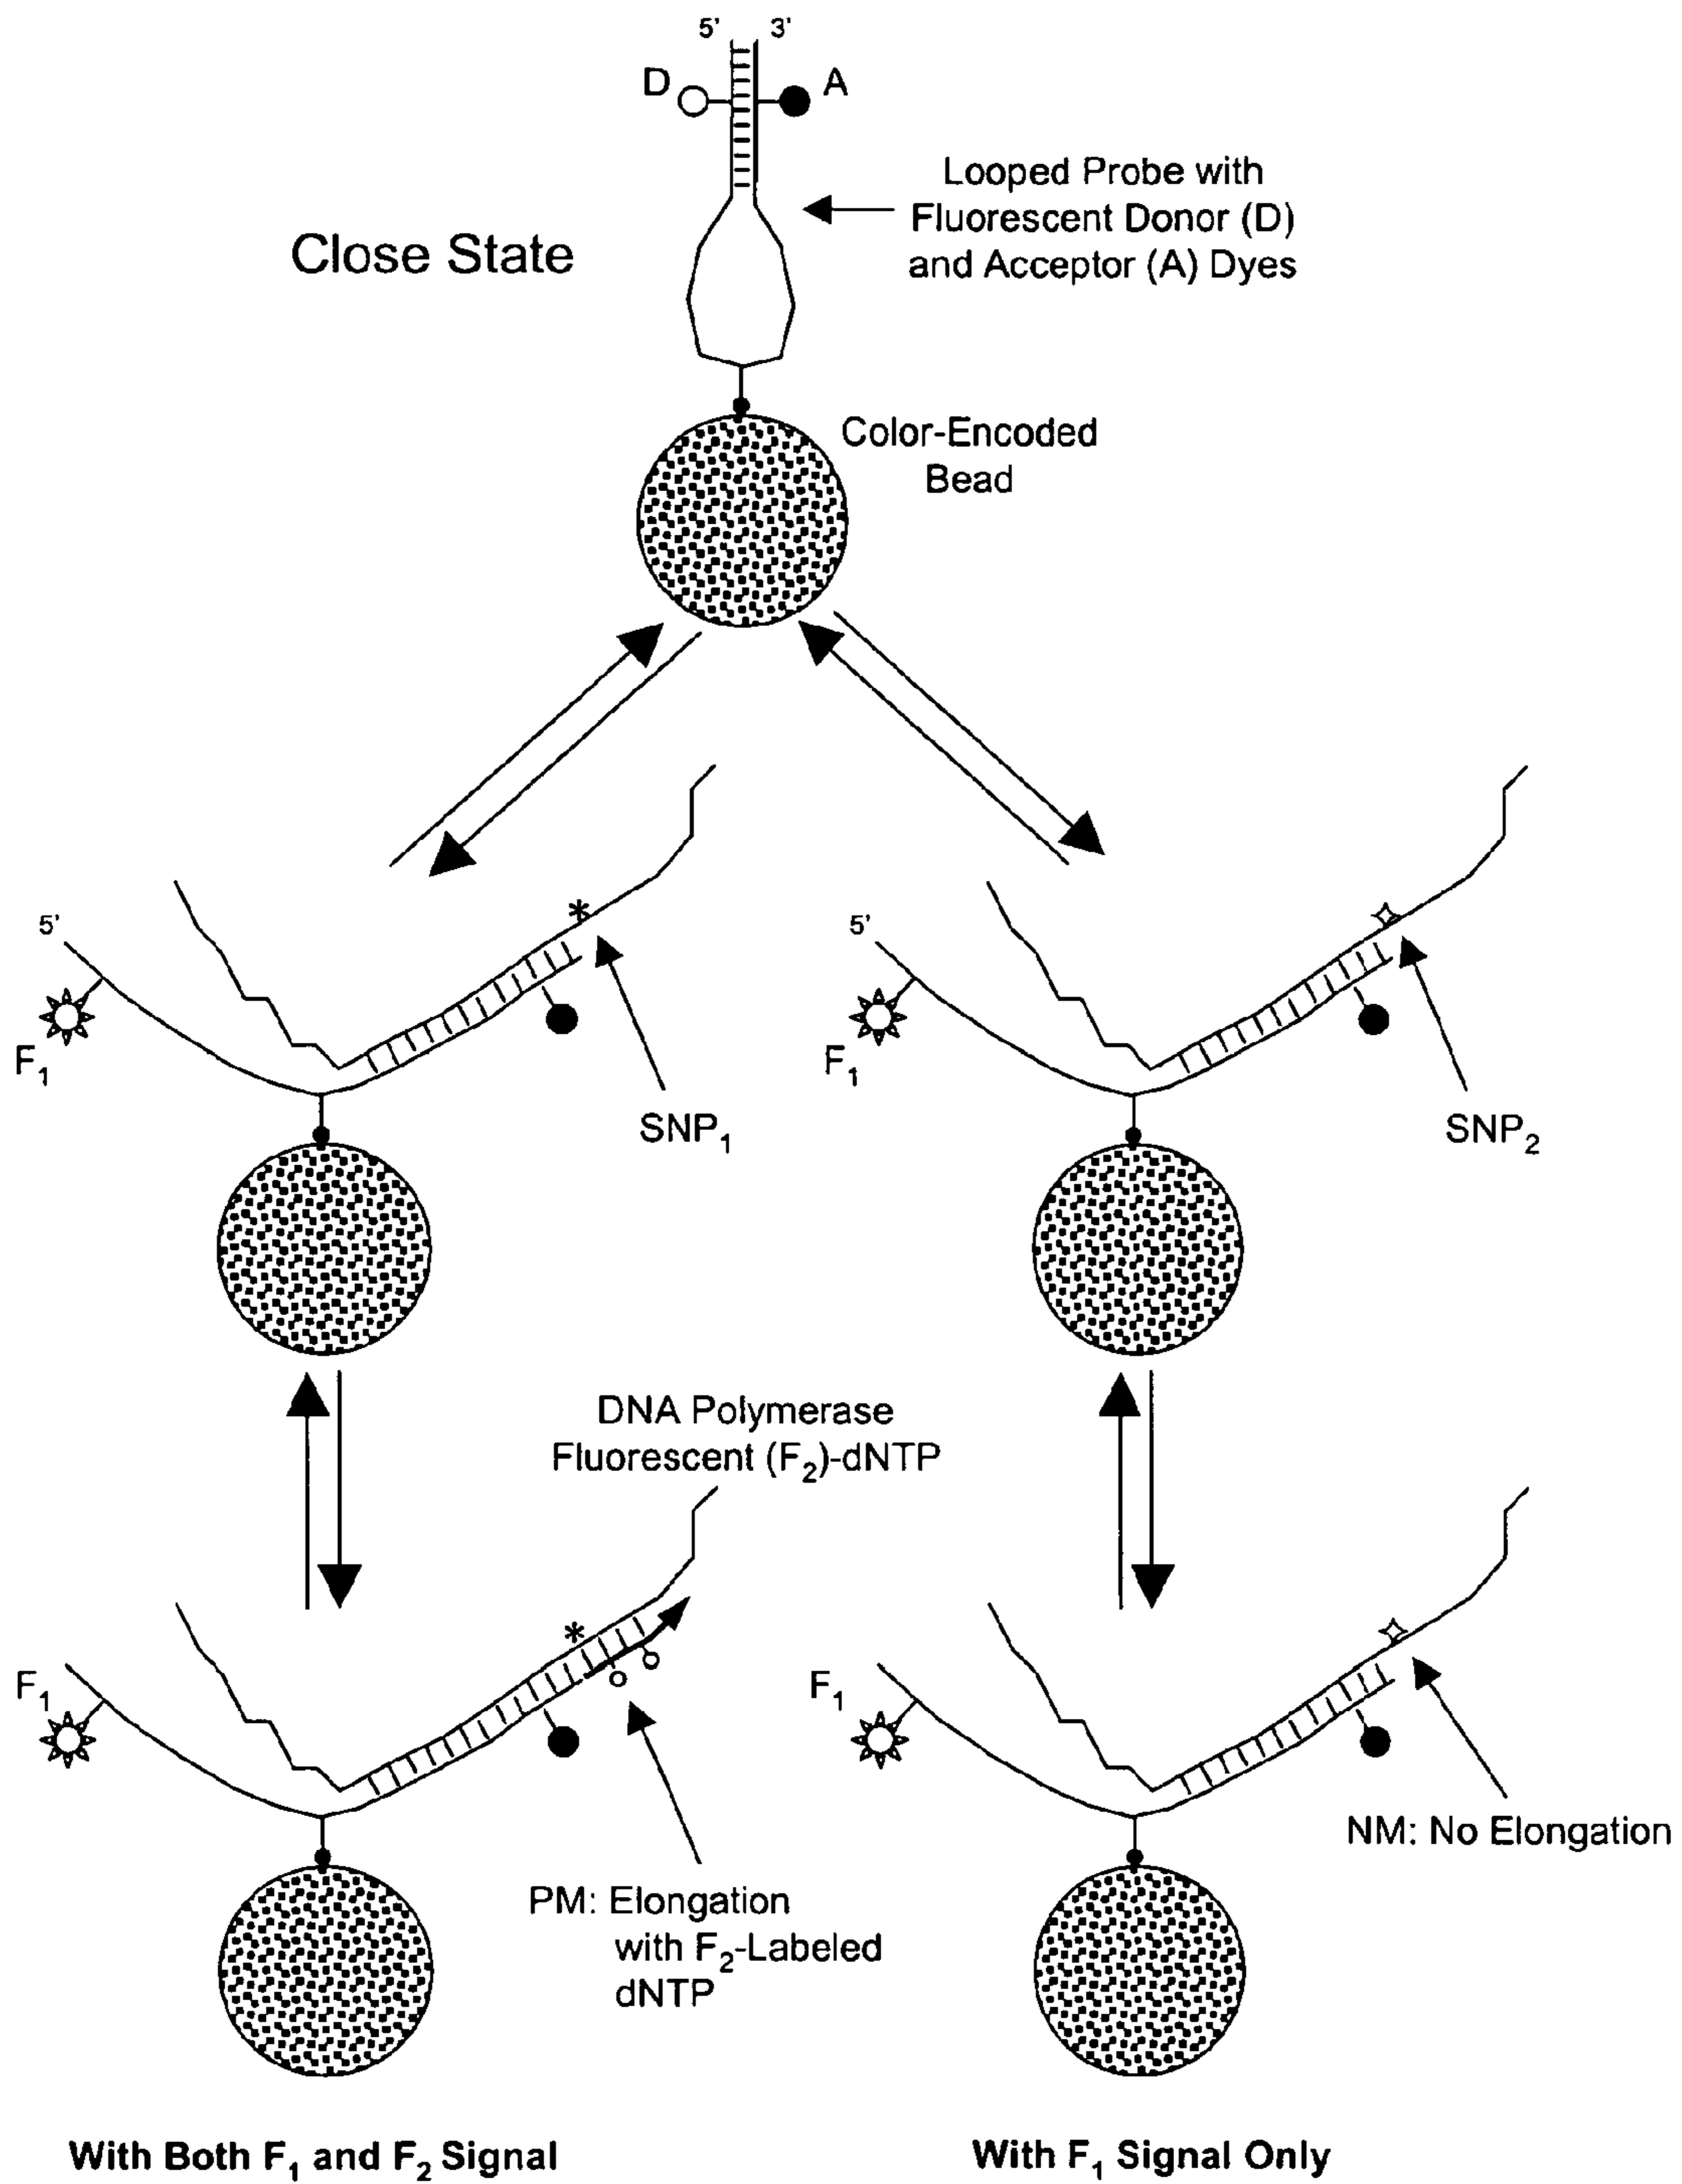 5' 3'
D A
Looped Probe with
Fluorescent Donor (D)
and Acceptor (A) Dyes
Close State
Color-Encoded
Bead
5'
F1
SNP1
5'
F1
SNP2
DNA Polymerase
Fluorescent (F2)-dNTP
F1
PM: Elongation
with F2-Labeled
dNTP
F1
NM: No Elongation
With Both F1 and F2 Signal
With F1 Signal Only